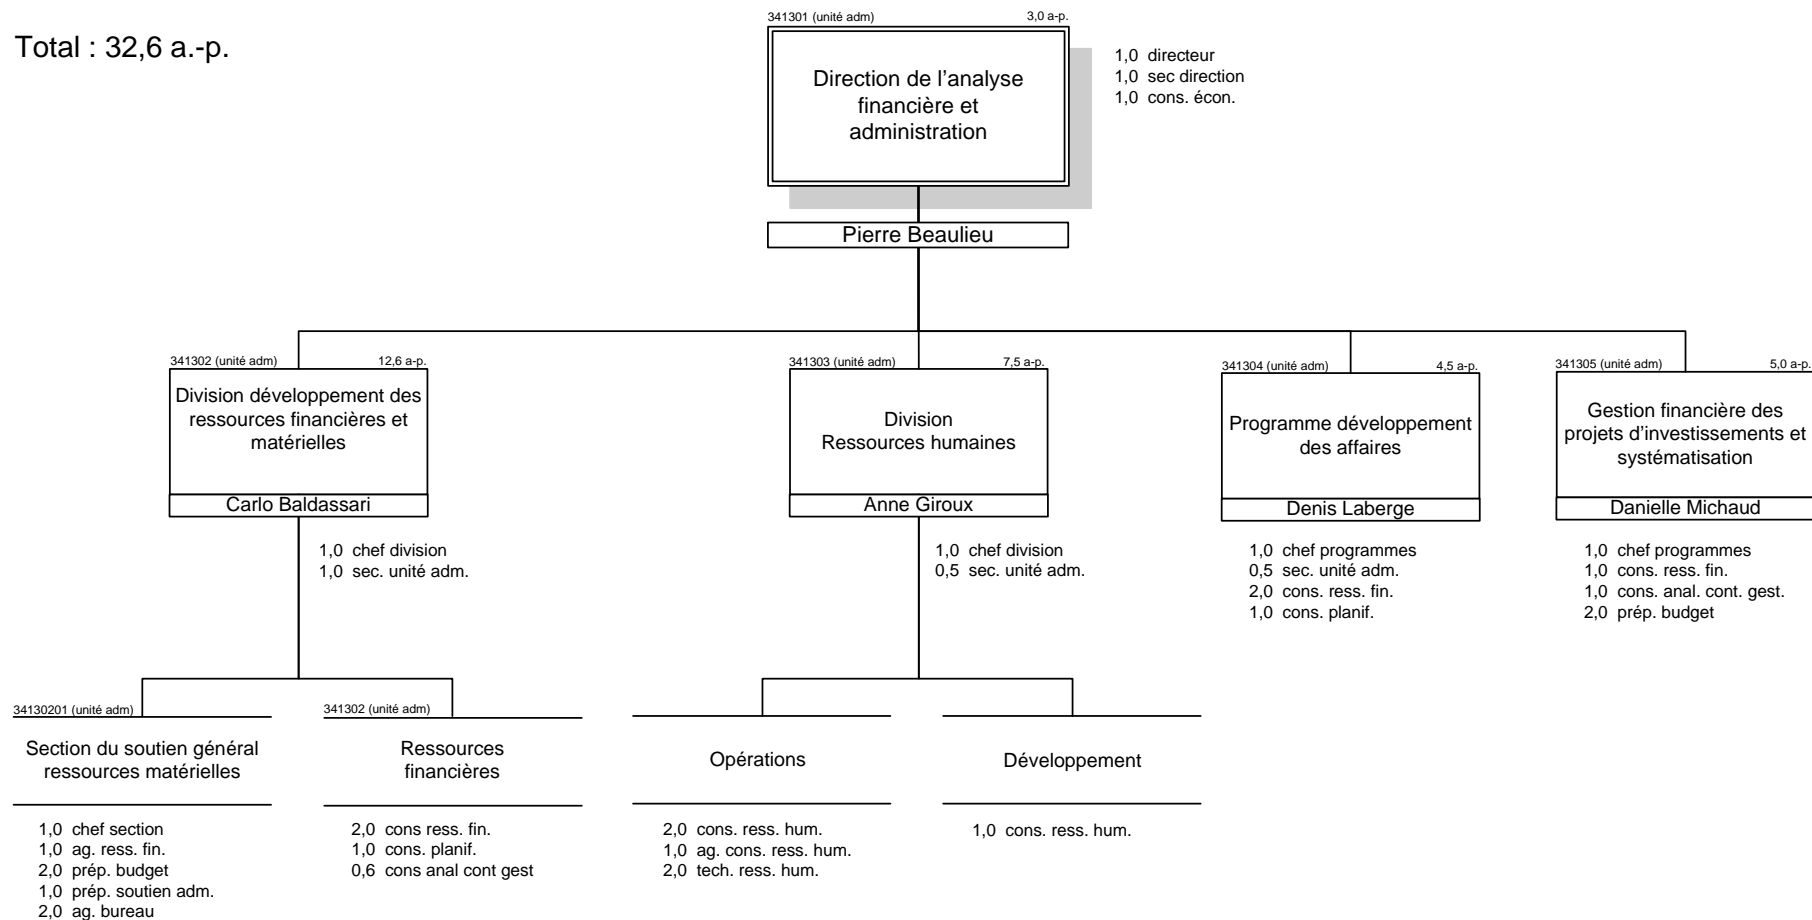 Total : 32,6 a.-p.
341301 (unité adm)
3,0 a-p.
Direction de l'analyse
financière et
administration
1,0 directeur
1,0 sec direction
1,0 cons. écon.
Pierre Beaulieu
341302 (unité adm)
12,6 a-p.
Division développement des
ressources financières et
matérielles
Carlo Baldassari
1,0 chef division
1,0 sec. unité adm.
341303 (unité adm)
7,5 a-p.
Division
Ressources humaines
Anne Giroux
1,0 chef division
0,5 sec. unité adm.
341304 (unité adm)
4,5 a-p.
Programme développement
des affaires
Denis Laberge
1,0 chef programmes
0,5 sec. unité adm.
2,0 cons. ress. fin.
1,0 cons. planif.
341305 (unité adm)
5,0 a-p.
Gestion financière des
projets d'investissements et
systématisation
Danielle Michaud
1,0 chef programmes
1,0 cons. ress. fin.
1,0 cons. anal. cont. gest.
2,0 prép. budget
34130201 (unité adm)
Section du soutien général
ressources matérielles
1,0 chef section
1,0 ag. ress. fin.
2,0 prép. budget
1,0 prép. soutien adm.
2,0 ag. bureau
341302 (unité adm)
Ressources
financières
2,0 cons ress. fin.
1,0 cons. planif.
0,6 cons anal cont gest
Opérations
2,0 cons. ress. hum.
1,0 ag. cons. ress. hum.
2,0 tech. ress. hum.
Développement
1,0 cons. ress. hum.